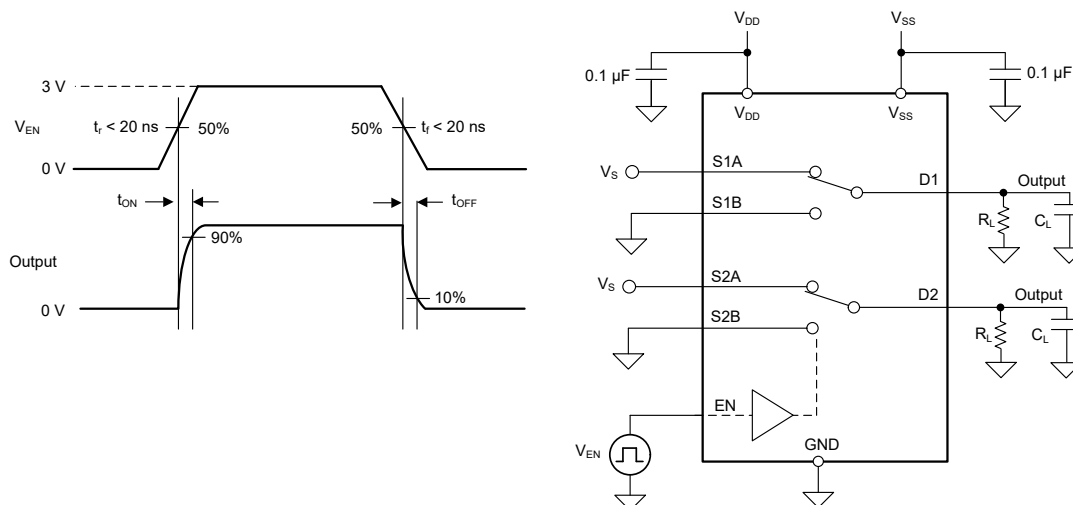 3 V
V_EN
t_r < 20 ns
50%
50%
t_f < 20 ns
0 V
t_ON
t_OFF
90%
Output
10%
0 V
V_DD
V_SS
0.1 µF
0.1 µF
V_DD
V_SS
V_S
S1A
D1
Output
S1B
R_L
C_L
V_S
S2A
D2
Output
S2B
R_L
C_L
EN
V_EN
GND